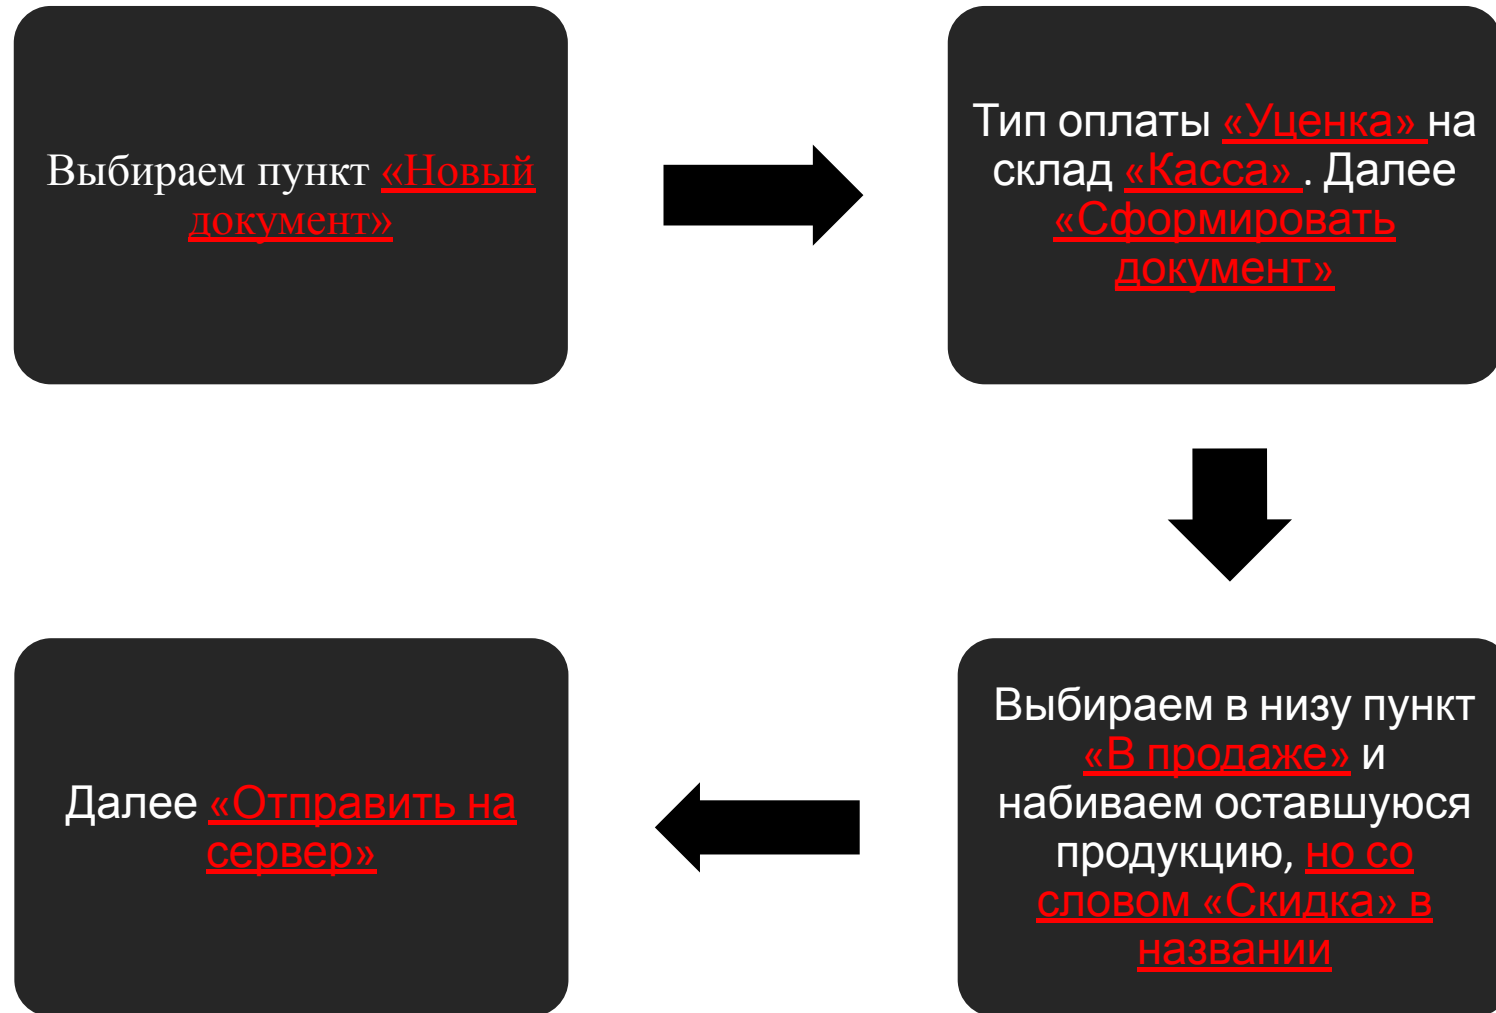 Выбираем пункт «Новый
документ»
Тип оплаты «Уценка» на
склад «Касса» . Далее
«Сформировать
документ»
Выбираем в низу пункт
«В продаже» и
набиваем оставшуюся
продукцию, но со
словом «Скидка» в
названии
Далее «Отправить на
сервер»